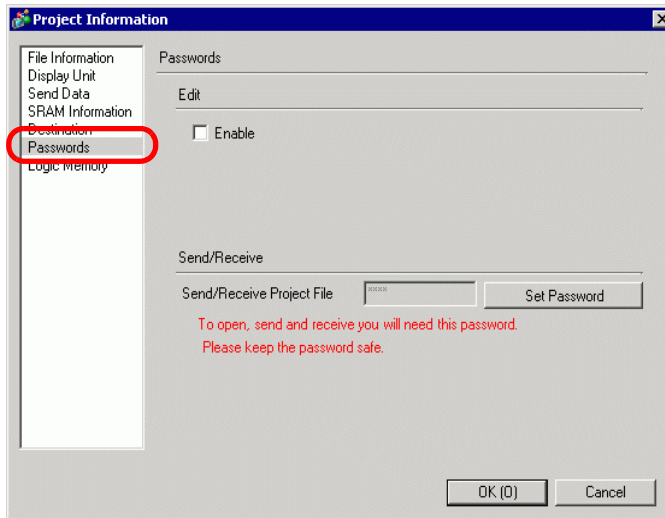 Project Information
File Information
Display Unit
Send Data
SRAM Information
Destination
Passwords
Logic Memory
Passwords
Edit
Enable
Send/Receive
Send/Receive Project File
xxxx
Set Password
To open, send and receive you will need this password.
Please keep the password safe.
OK (O)
Cancel